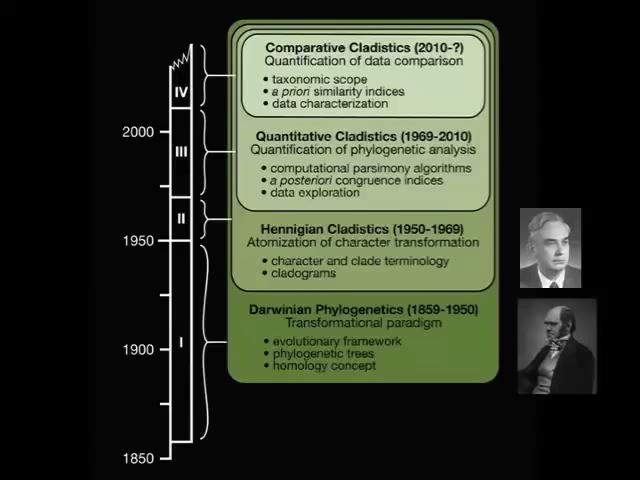 Comparative Cladistics (2010-?)
Quantification of data comparison
• taxonomic scope
• a priori similarity indices
• data characterization
IV
2000
Quantitative Cladistics (1969-2010)
Quantification of phylogenetic analysis
• computational parsimony algorithms
• a posteriori congruence indices
• data exploration
III
II
1950
Hennigian Cladistics (1950-1969)
Atomization of character transformation
• character and clade terminology
• cladograms
Darwinian Phylogenetics (1859-1950)
Transformational paradigm
• evolutionary framework
• phylogenetic trees
• homology concept
I
1900
1850